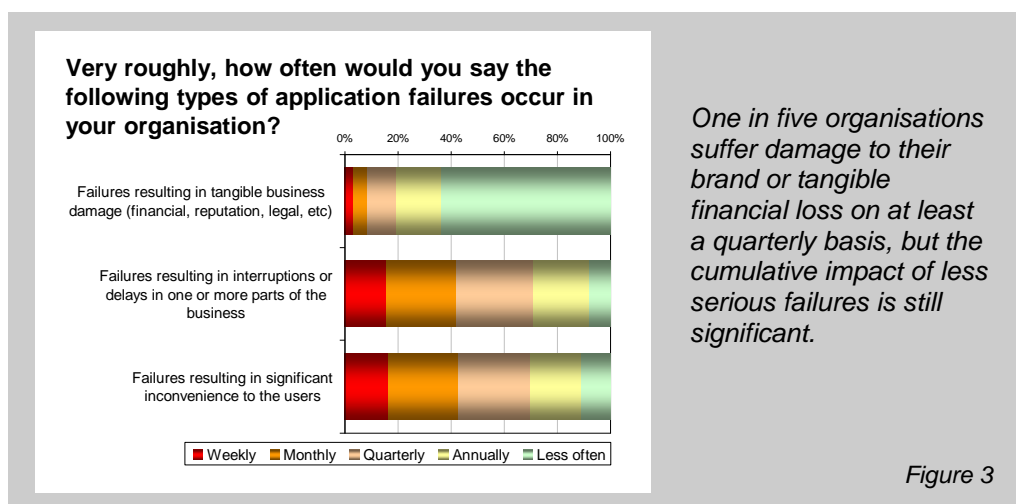 Very roughly, how often would you say the
following types of application failures occur in
your organisation?
0% 20% 40% 60% 80% 100%
Failures resulting in tangible business
damage (financial, reputation, legal, etc)
Failures resulting in interruptions or
delays in one or more parts of the
business
Failures resulting in significant
inconvenience to the users
Weekly Monthly Quarterly Annually Less often
One in five organisations
suffer damage to their
brand or tangible
financial loss on at least
a quarterly basis, but the
cumulative impact of less
serious failures is still
significant.
Figure 3